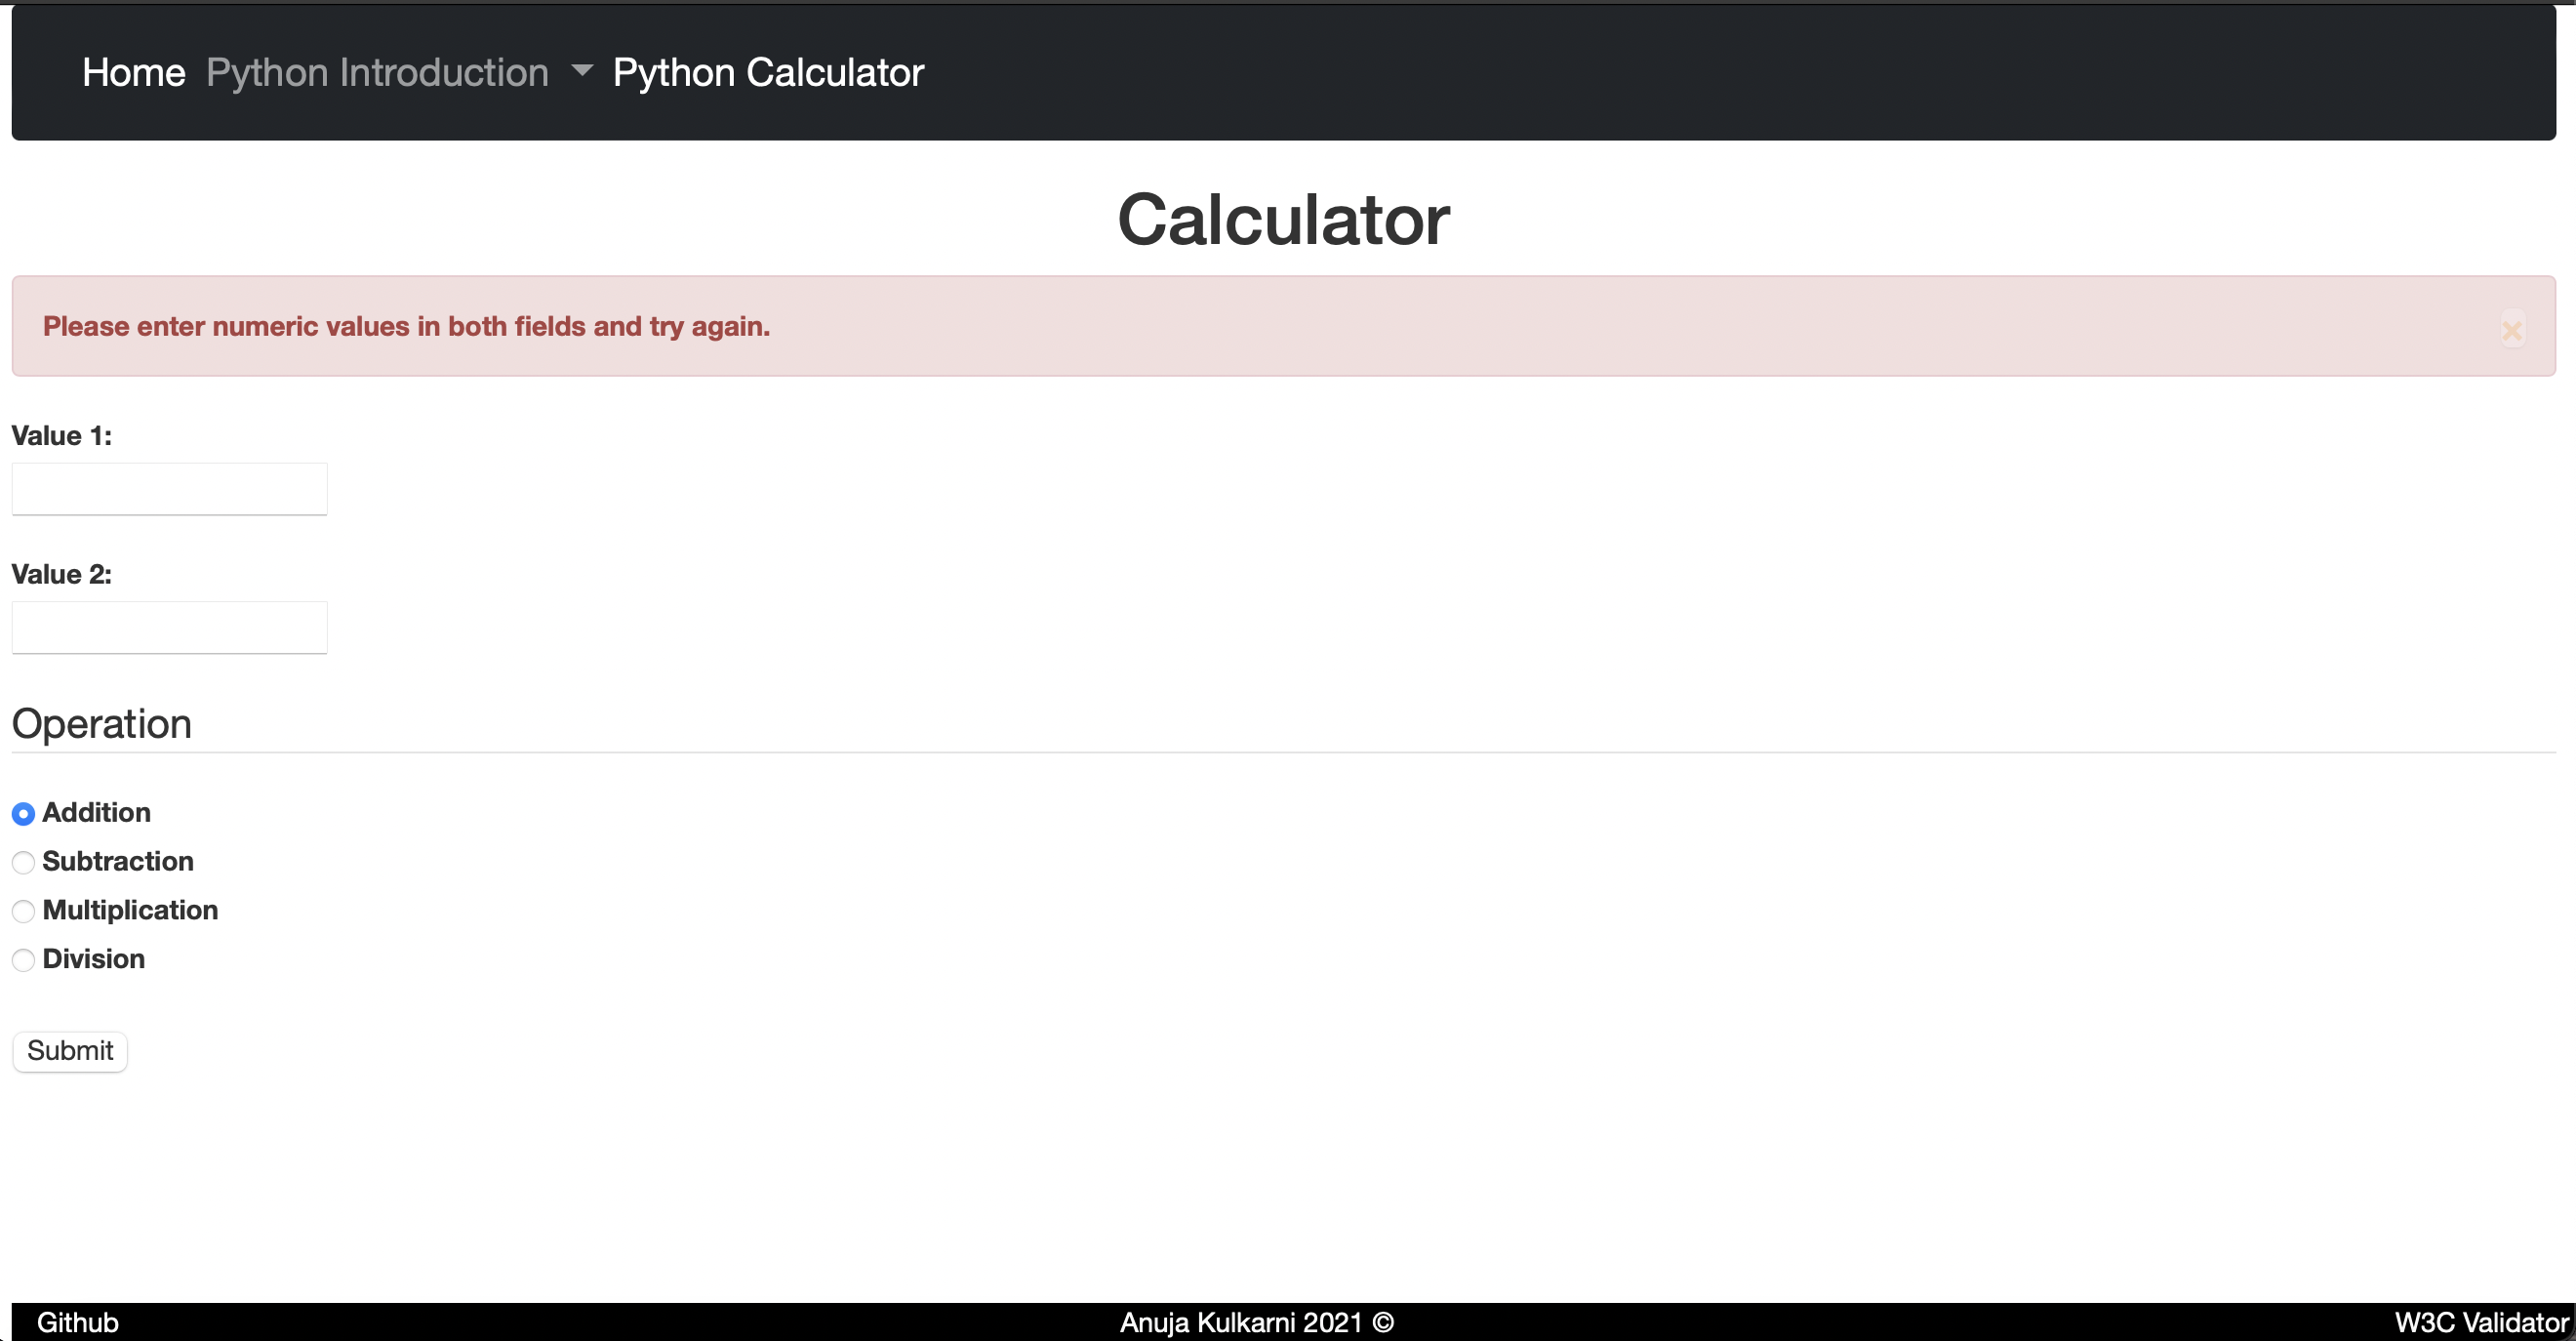 Home Python Introduction Python Calculator
Calculator
Please enter numeric values in both fields and try again.
×
Value 1:
Value 2:
Operation
Addition
Subtraction
Multiplication
Division
Submit
Github Anuja Kulkarni 2021 © W3C Validator